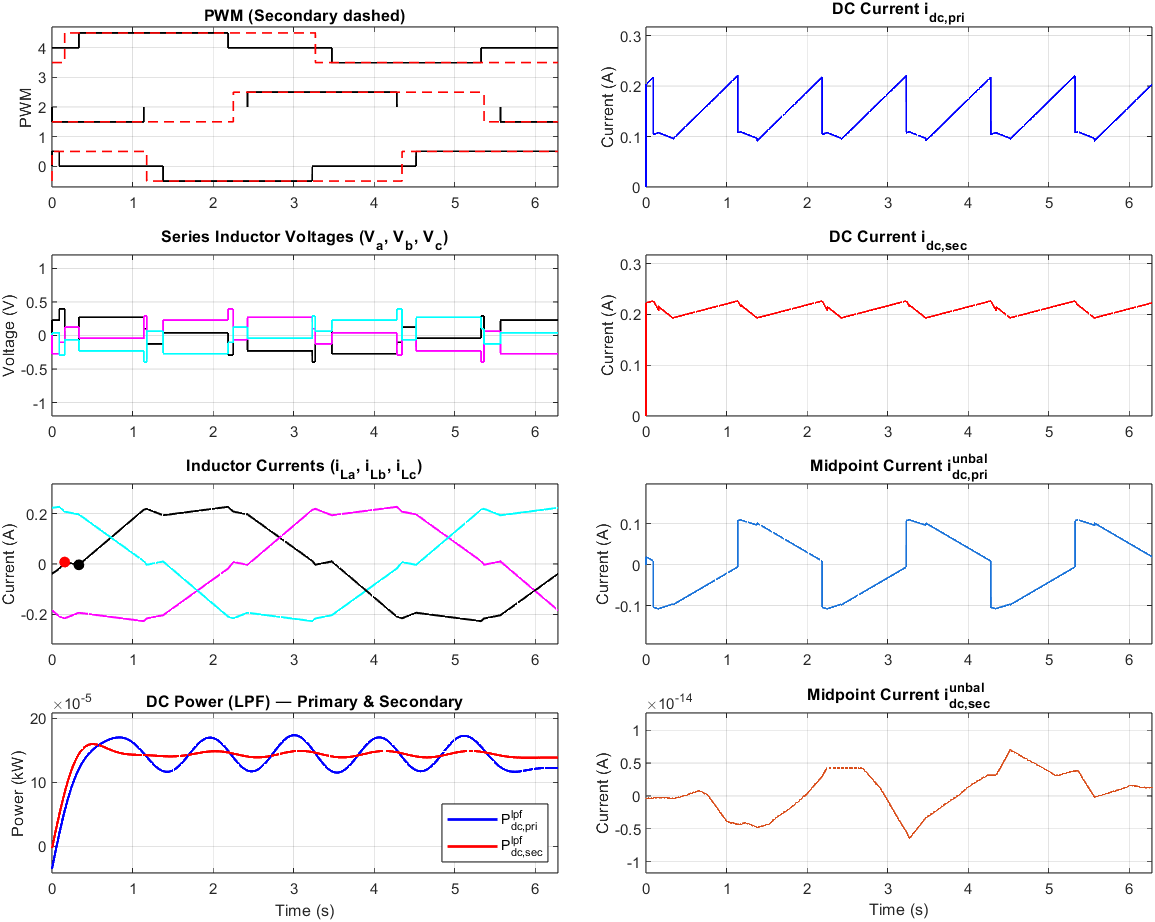 PWM (Secondary dashed)
PWM
4
3
2
1
0
0 1 2 3 4 5 6
DC Current i_dc,pri
Current (A)
0.3
0.2
0.1
0
0 1 2 3 4 5 6
Series Inductor Voltages (V_a, V_b, V_c)
Voltage (V)
1
0.5
0
-0.5
-1
0 1 2 3 4 5 6
DC Current i_dc,sec
Current (A)
0.3
0.2
0.1
0
0 1 2 3 4 5 6
Inductor Currents (i_La, i_Lb, i_Lc)
Current (A)
0.2
0
-0.2
0 1 2 3 4 5 6
Midpoint Current i_dc,pri^unbal
Current (A)
0.1
0
-0.1
0 1 2 3 4 5 6
DC Power (LPF) — Primary & Secondary
×10^-5
Power (kW)
20
10
0
P_dc,pri^lpf
P_dc,sec^lpf
0 1 2 3 4 5 6
Time (s)
Midpoint Current i_dc,sec^unbal
×10^-14
Current (A)
1
0.5
0
-0.5
-1
0 1 2 3 4 5 6
Time (s)